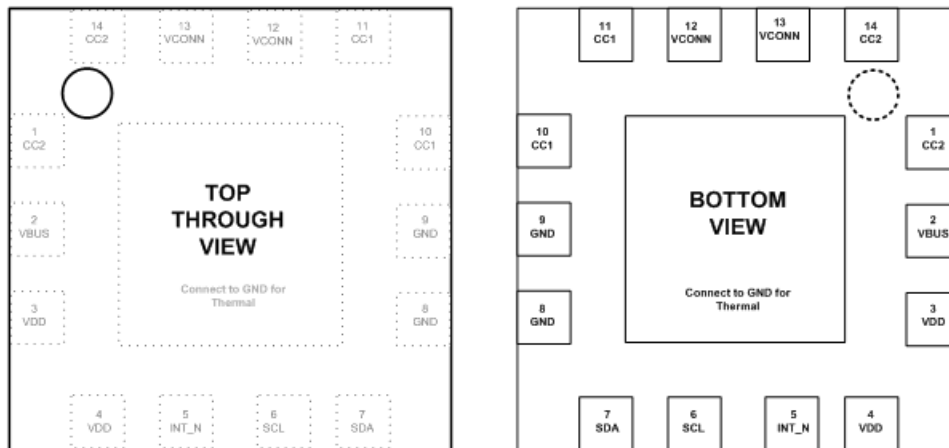 14
CC2
13
VCONN
12
VCONN
11
CC1
1
CC2
10
CC1
2
VBUS
TOP
THROUGH
VIEW
9
GND
Connect to GND for
Thermal
3
VDD
8
GND
4
VDD
5
INT_N
6
SCL
7
SDA
11
CC1
12
VCONN
13
VCONN
14
CC2
10
CC1
1
CC2
9
GND
BOTTOM
VIEW
2
VBUS
Connect to GND for
Thermal
8
GND
3
VDD
7
SDA
6
SCL
5
INT_N
4
VDD